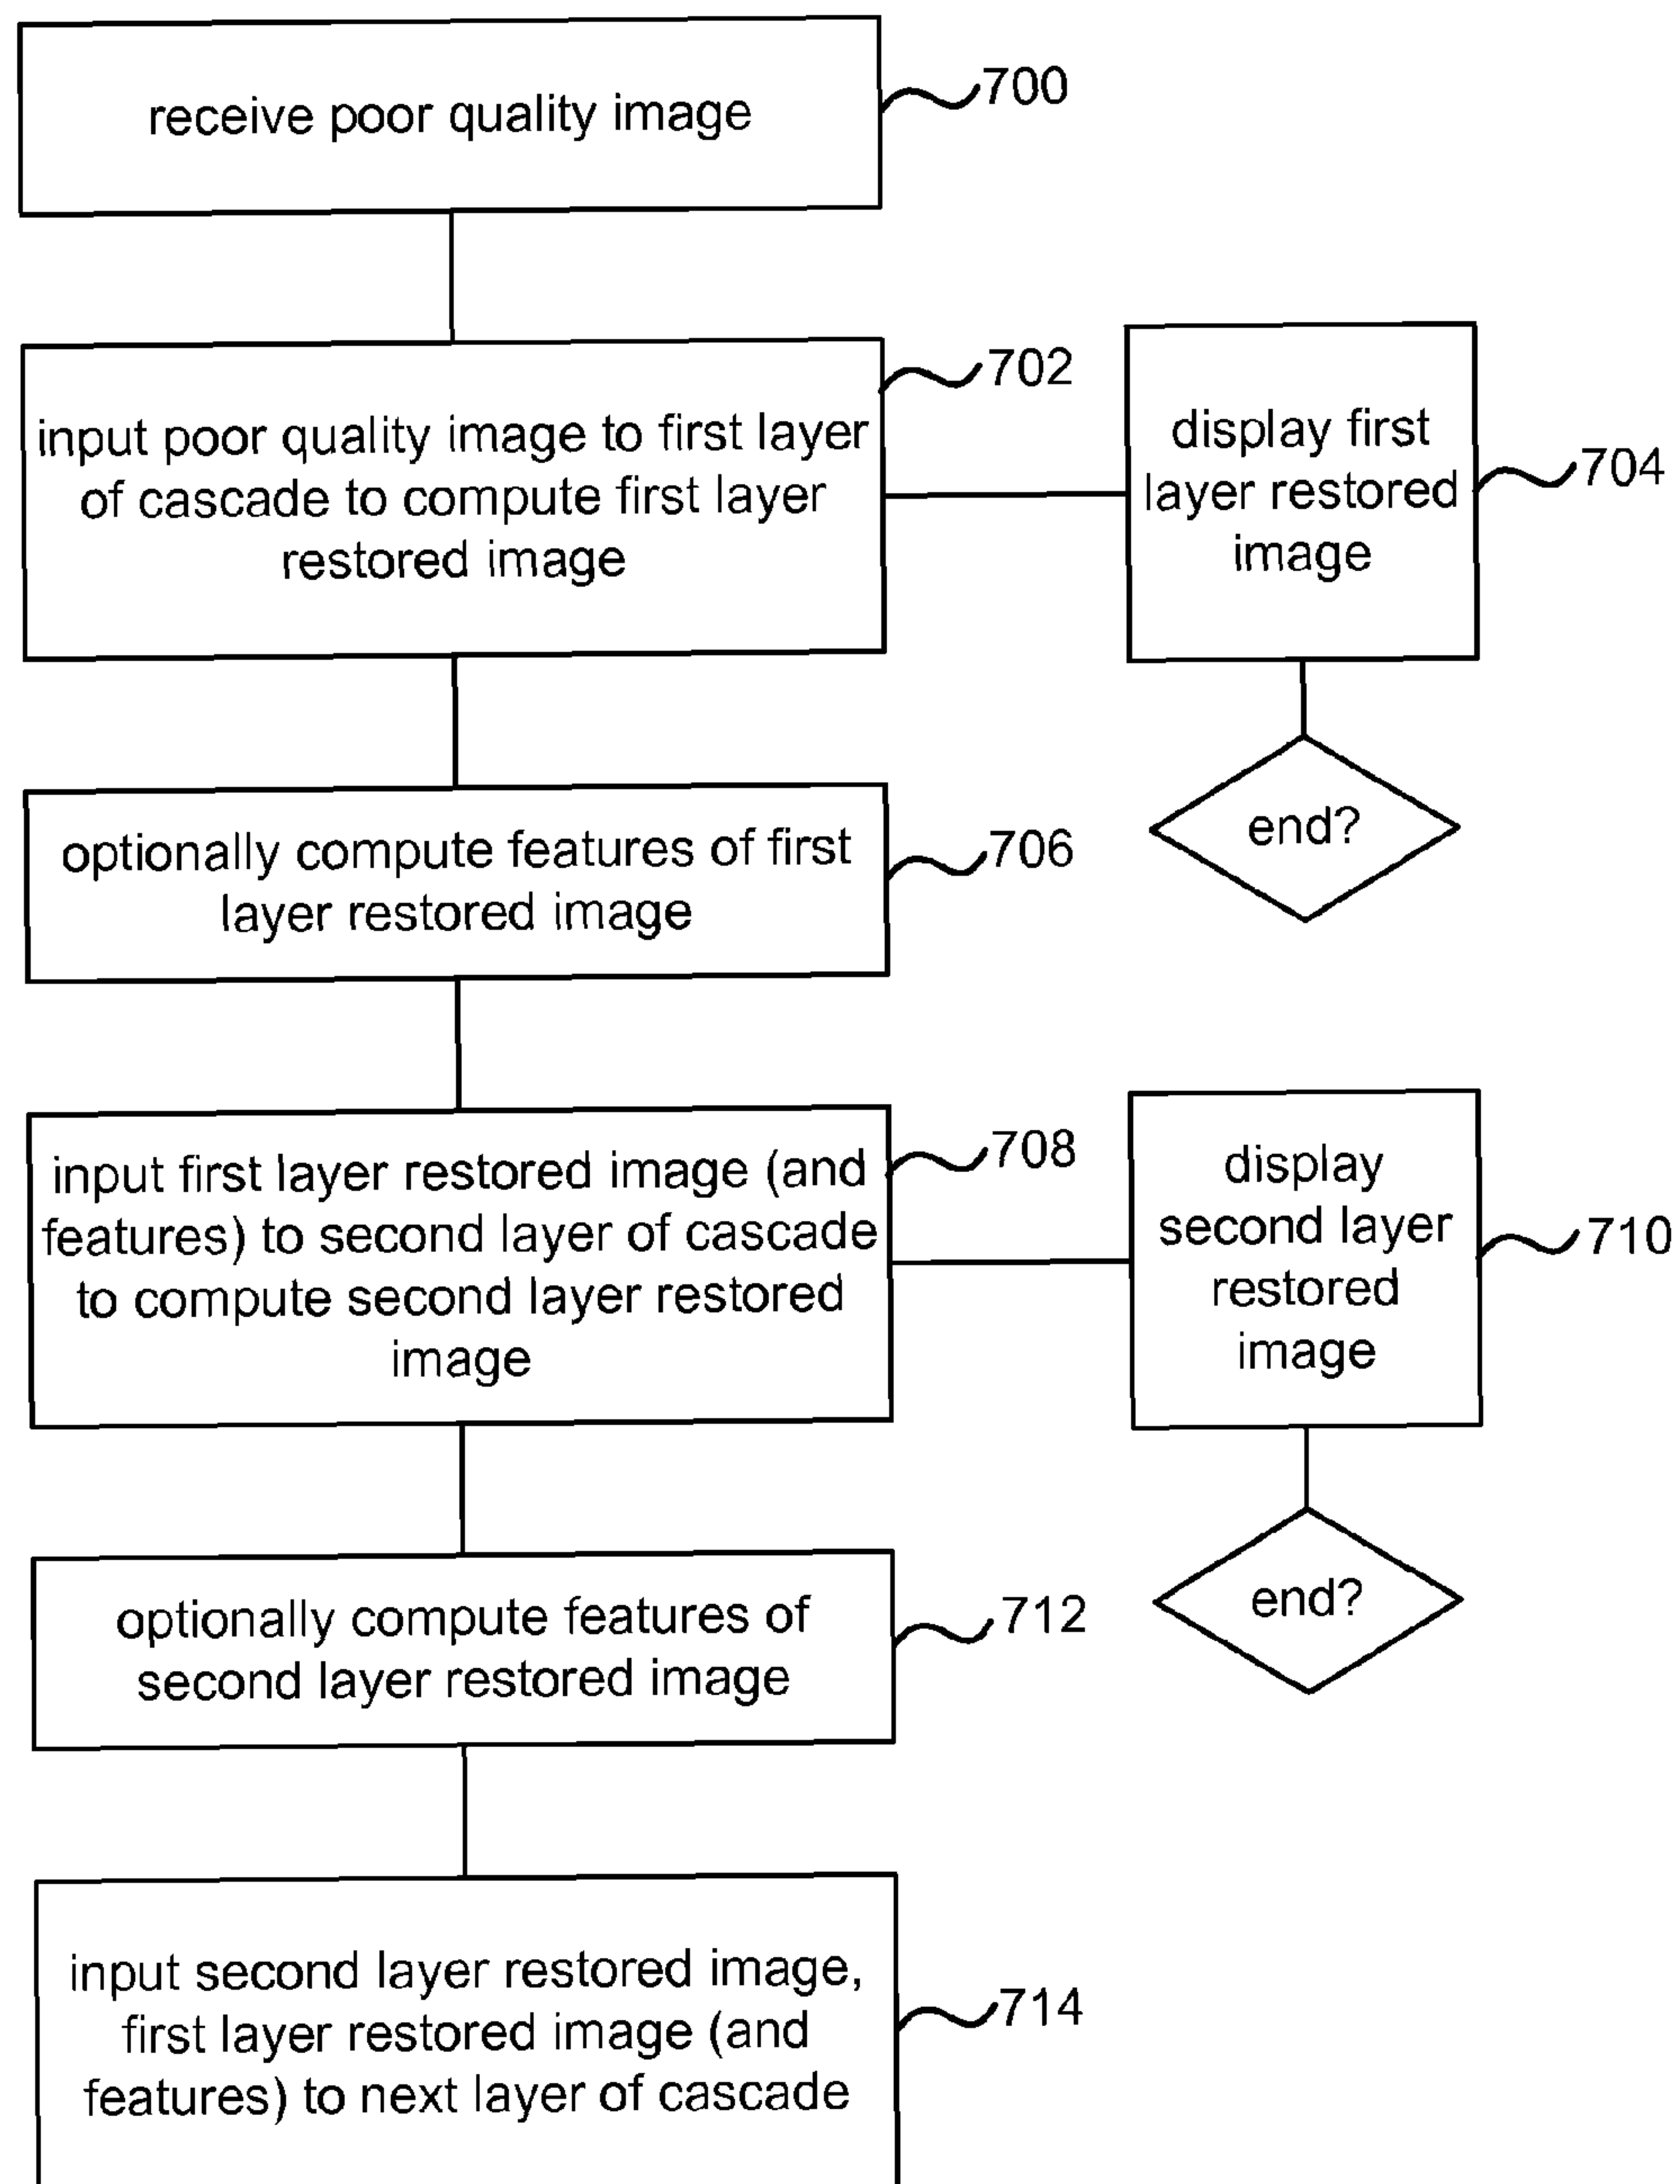 receive poor quality image
700
input poor quality image to first layer
of cascade to compute first layer
restored image
702
display first
layer restored
image
704
end?
optionally compute features of first
layer restored image
706
input first layer restored image (and
features) to second layer of cascade
to compute second layer restored
image
708
display
second layer
restored
image
710
end?
optionally compute features of
second layer restored image
712
input second layer restored image,
first layer restored image (and
features) to next layer of cascade
714